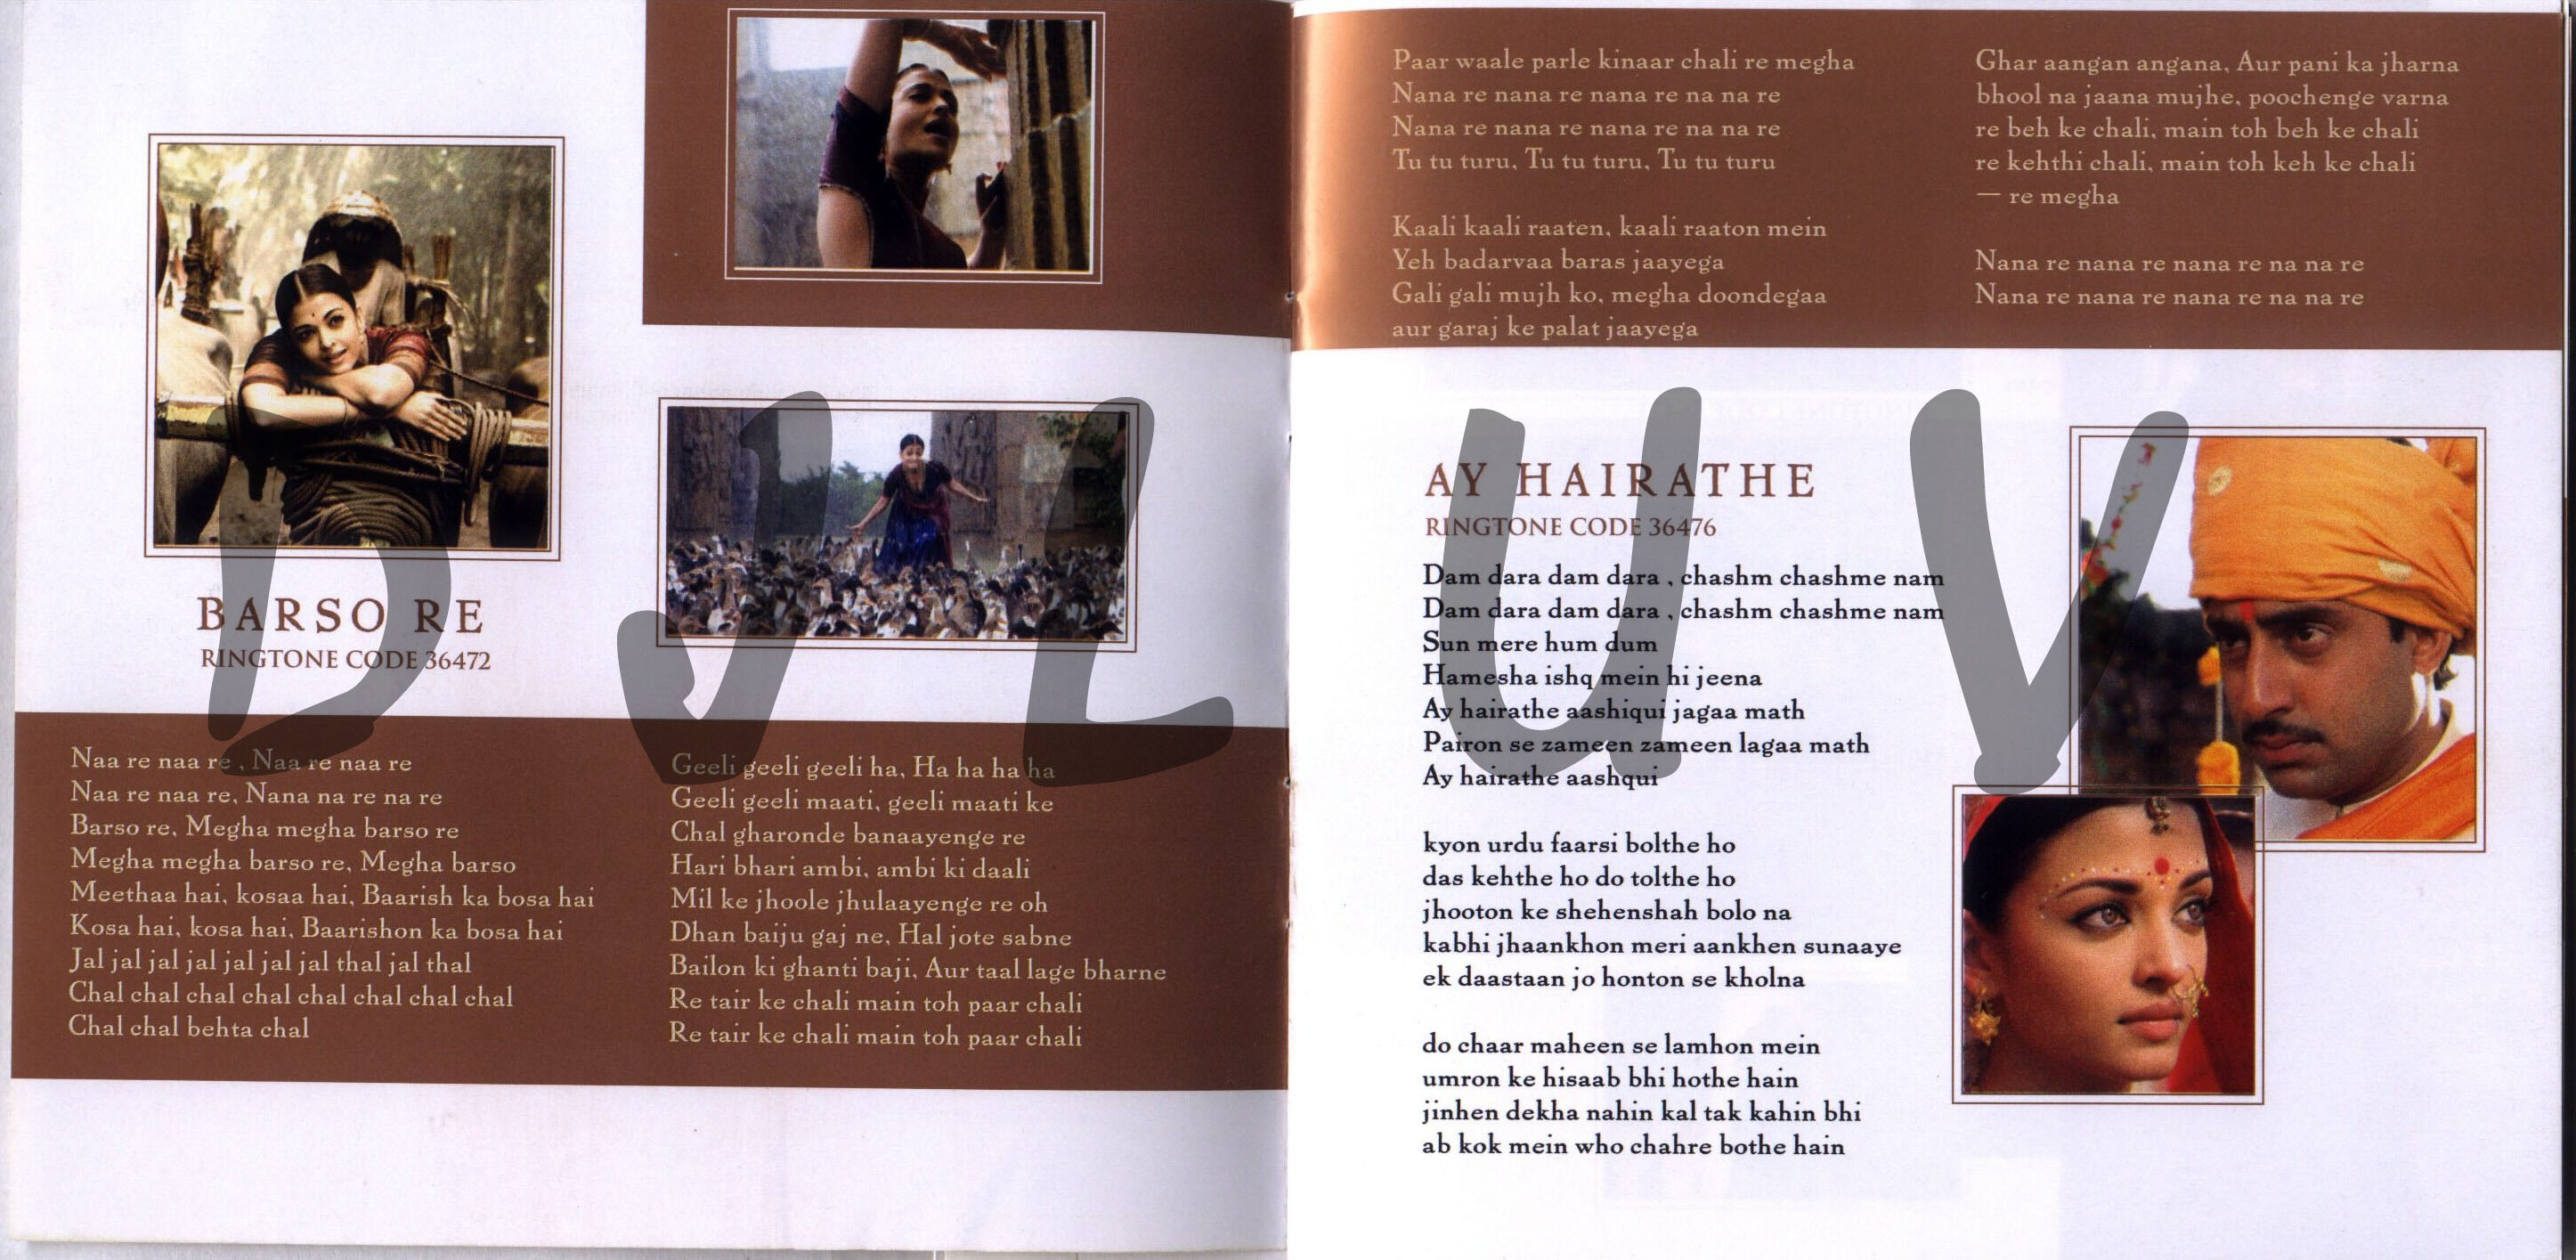 BARSO RE
RINGTONE CODE 36472
Naa re naa re , Naa re naa re
Naa re naa re, Nana na re na re
Barso re, Megha megha barso re
Megha megha barso re, Megha barso
Meethaa hai, kosaa hai, Baarish ka bosa hai
Kosa hai, kosa hai, Baarishon ka bosa hai
Jal jal jal jal jal jal jal thal jal thal
Chal chal chal chal chal chal chal chal
Chal chal behta chal
Geeli geeli geeli ha, Ha ha ha ha
Geeli geeli maati, geeli maati ke
Chal gharonde banaayenge re
Hari bhari ambi, ambi ki daali
Mil ke jhoole jhulaayenge re oh
Dhan baiju gaj ne, Hal jote sabne
Bailon ki ghanti baji, Aur taal lage bharne
Re tair ke chali main toh paar chali
Re tair ke chali main toh paar chali
Paar waale parle kinaar chali re megha
Nana re nana re nana re na na re
Nana re nana re nana re na na re
Tu tu turu, Tu tu turu, Tu tu turu
Kaali kaali raaten, kaali raaton mein
Yeh badarvaa baras jaayega
Gali gali mujh ko, megha doondegaa
aur garaj ke palat jaayega
Ghar aangan angana, Aur pani ka jharna
bhool na jaana mujhe, poochenge varna
re beh ke chali, main toh beh ke chali
re kehthi chali, main toh keh ke chali
— re megha
Nana re nana re nana re na na re
Nana re nana re nana re na na re
AY HAIRATHE
RINGTONE CODE 36476
Dam dara dam dara , chashm chashme nam
Dam dara dam dara , chashm chashme nam
Sun mere hum dum
Hamesha ishq mein hi jeena
Ay hairathe aashiqui jagaa math
Pairon se zameen zameen lagaa math
Ay hairathe aashqui
kyon urdu faarsi bolthe ho
das kehthe ho do tolthe ho
jhooton ke shehenshah bolo na
kabhi jhaankhon meri aankhen sunaaye
ek daastaan jo honton se kholna
do chaar maheen se lamhon mein
umron ke hisaab bhi hothe hain
jinhen dekha nahin kal tak kahin bhi
ab kok mein who chahre bothe hain
DJ LUV